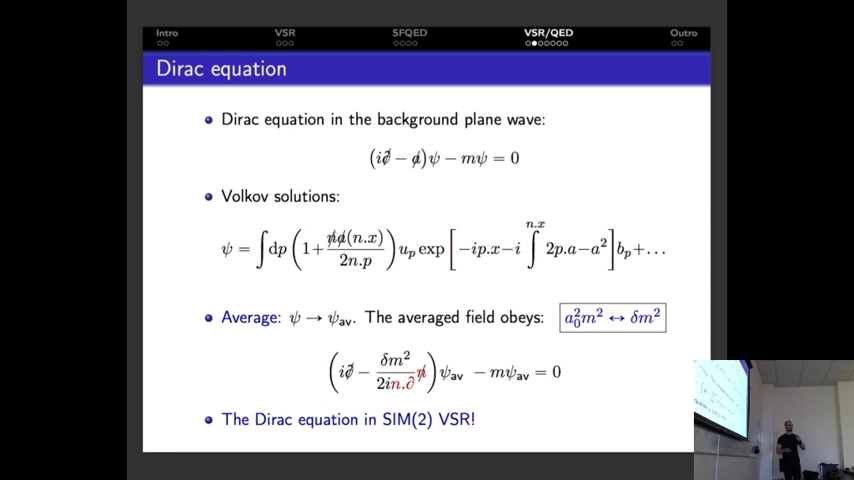 Intro VSR SFQED VSR/QED Outro
Dirac equation
Dirac equation in the background plane wave:
(i∂̸ − a̸)ψ − mψ = 0
Volkov solutions:
ψ = ∫dp (1 + n̸a̸(n.x) / 2n.p) u_p exp[−ip.x − i ∫^{n.x} 2p.a − a²] b_p + . . .
Average: ψ → ψ_av. The averaged field obeys: a₀²m² ↔ δm²
(i∂̸ − δm² / 2in.∂ n̸) ψ_av − mψ_av = 0
The Dirac equation in SIM(2) VSR!